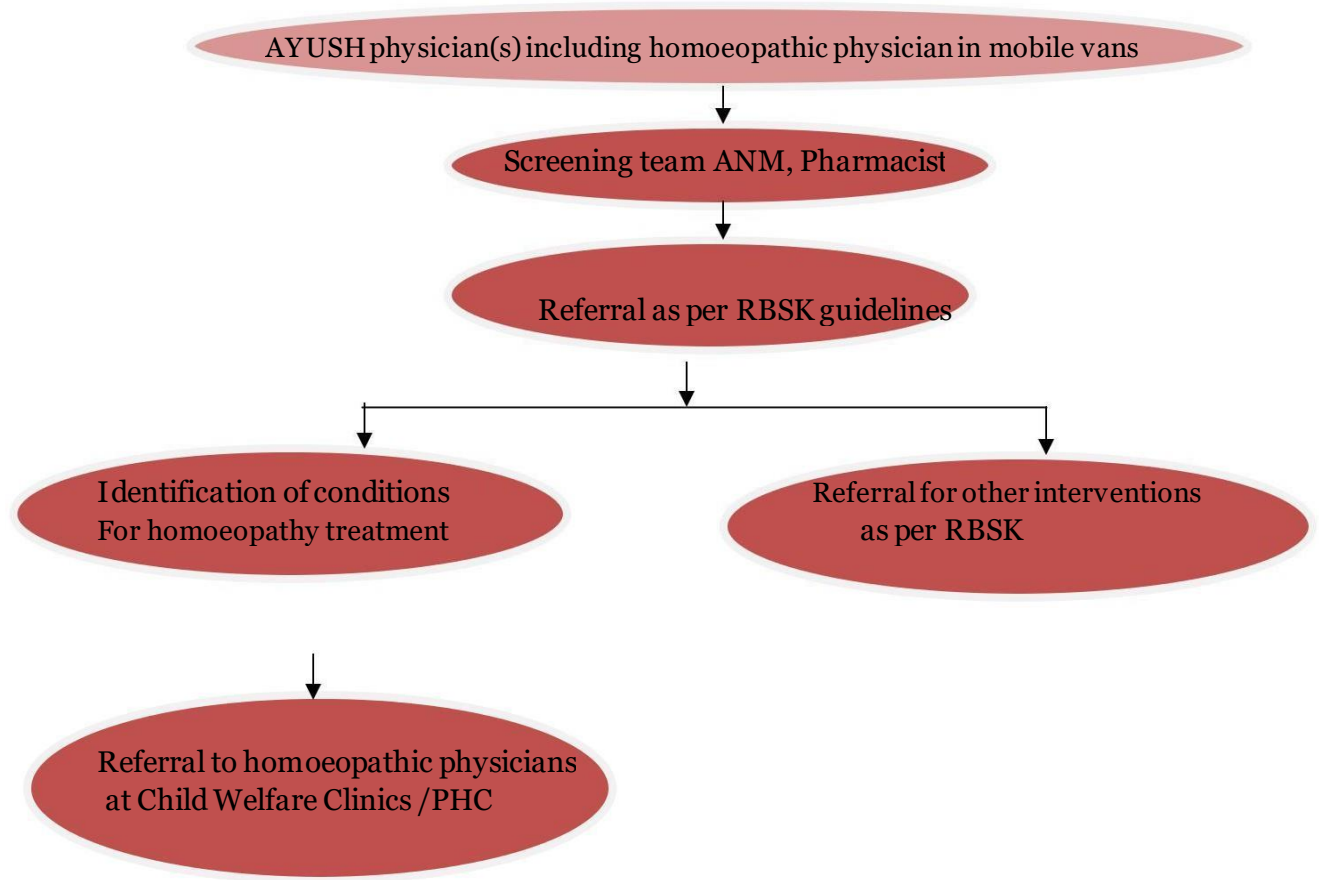 AYUSH physician(s) including homoeopathic physician in mobile vans
Screening team ANM, Pharmacist
Referral as per RBSK guidelines
Identification of conditions
For homoeopathy treatment
Referral for other interventions
as per RBSK
Referral to homoeopathic physicians
at Child Welfare Clinics /PHC